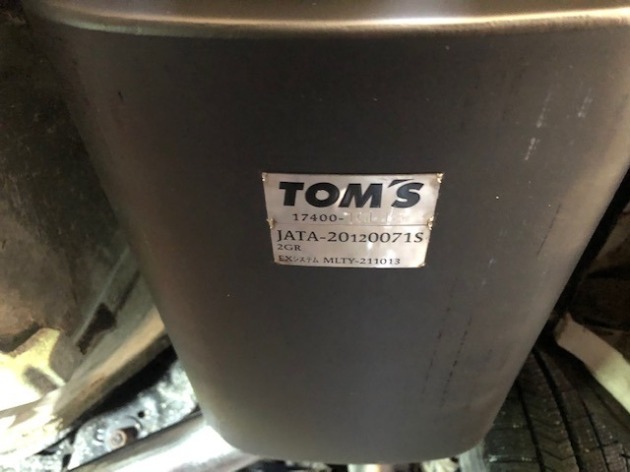 TOM'S
17400-
JATA-20120071S
2GR
EXシステム MLTY-211013